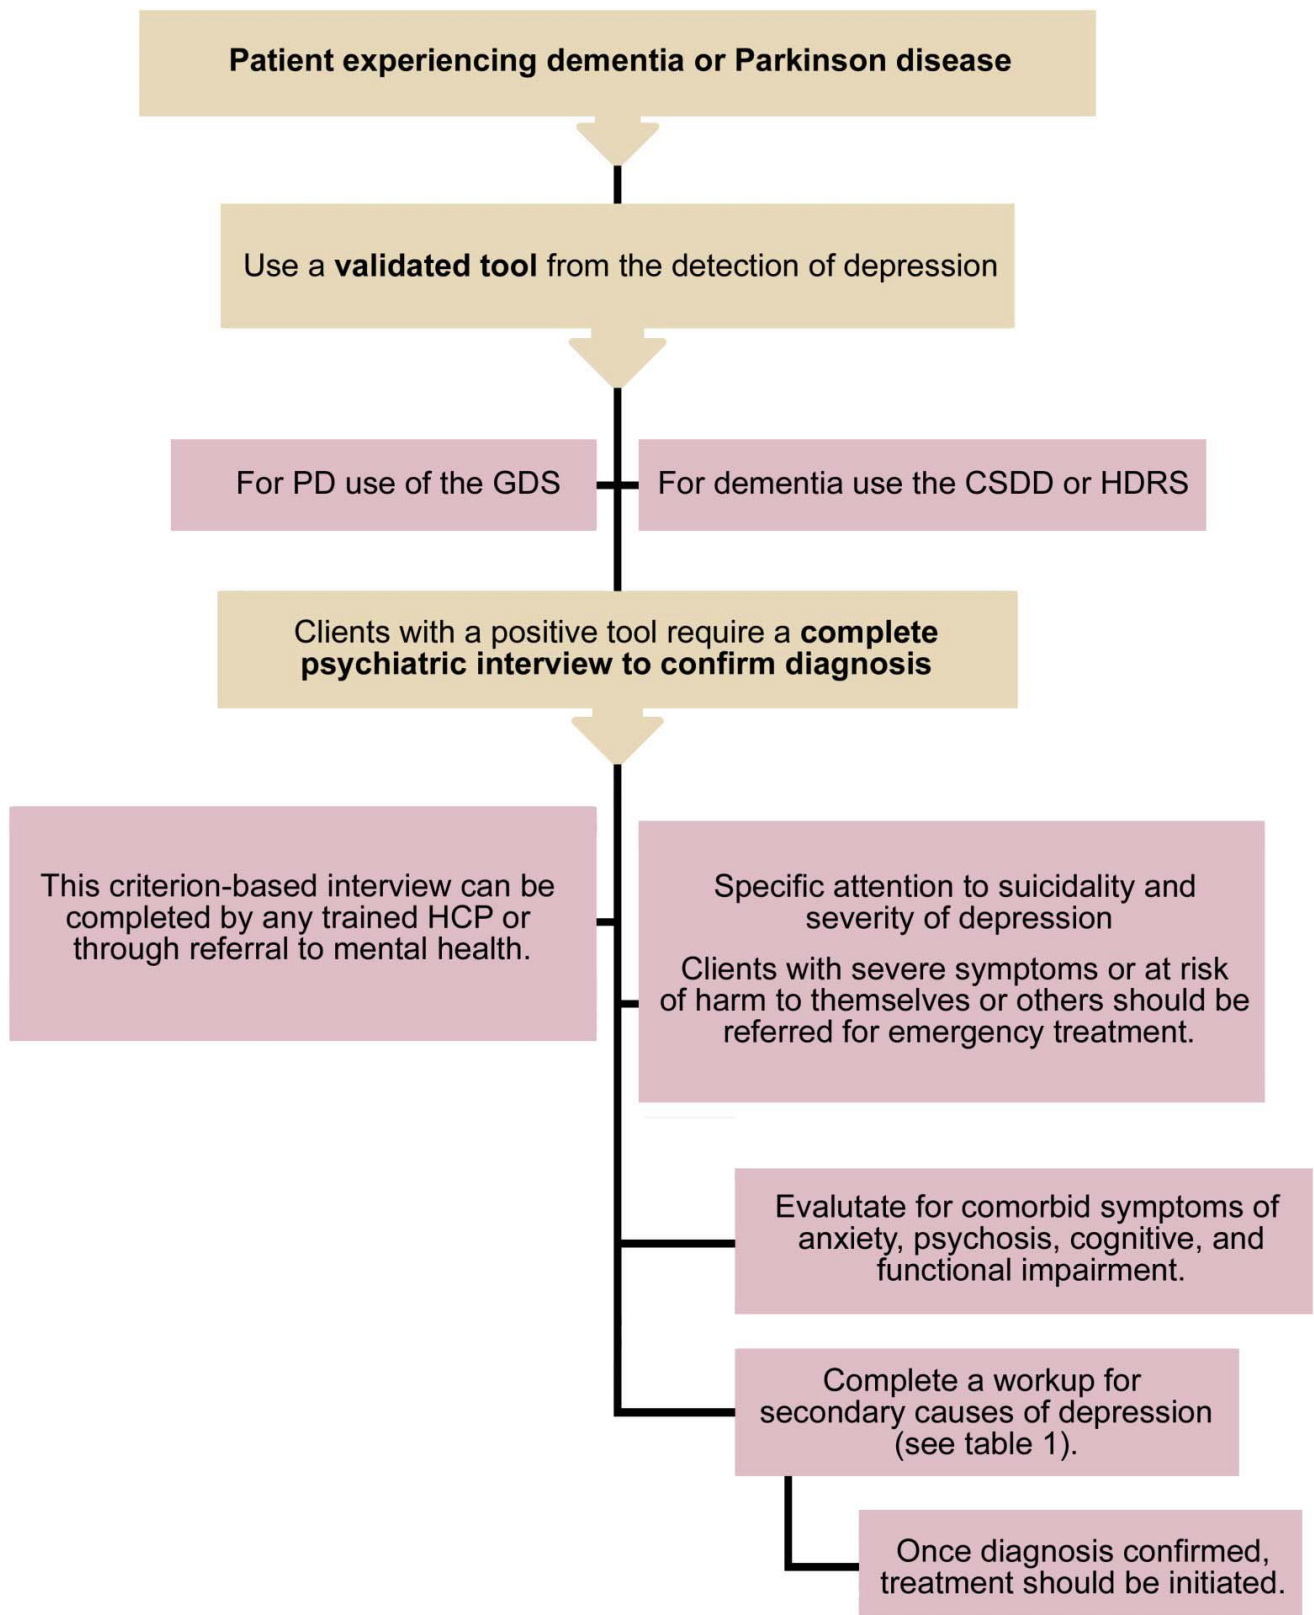 Patient experiencing dementia or Parkinson disease
Use a validated tool from the detection of depression
For PD use of the GDS
For dementia use the CSDD or HDRS
Clients with a positive tool require a complete
psychiatric interview to confirm diagnosis
This criterion-based interview can be
completed by any trained HCP or
through referral to mental health.
Specific attention to suicidality and
severity of depression
Clients with severe symptoms or at risk
of harm to themselves or others should be
referred for emergency treatment.
Evalutate for comorbid symptoms of
anxiety, psychosis, cognitive, and
functional impairment.
Complete a workup for
secondary causes of depression
(see table 1).
Once diagnosis confirmed,
treatment should be initiated.